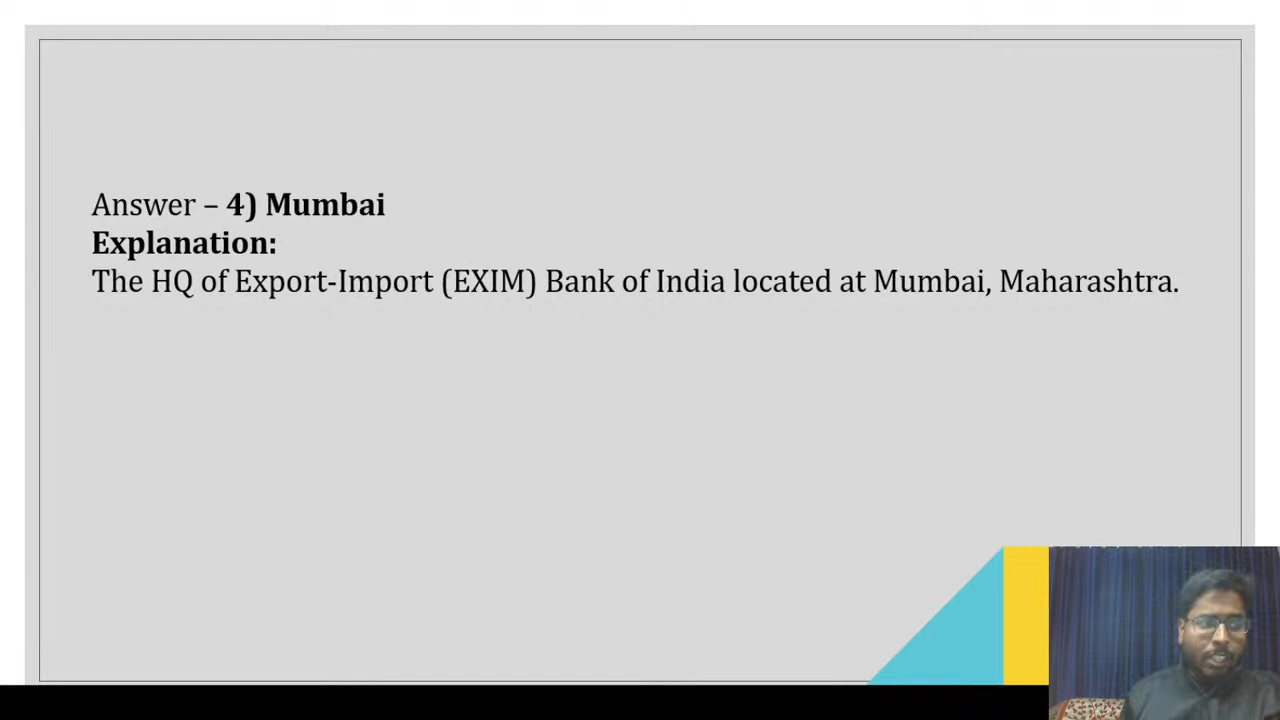 Answer – 4) Mumbai
Explanation:
The HQ of Export-Import (EXIM) Bank of India located at Mumbai, Maharashtra.